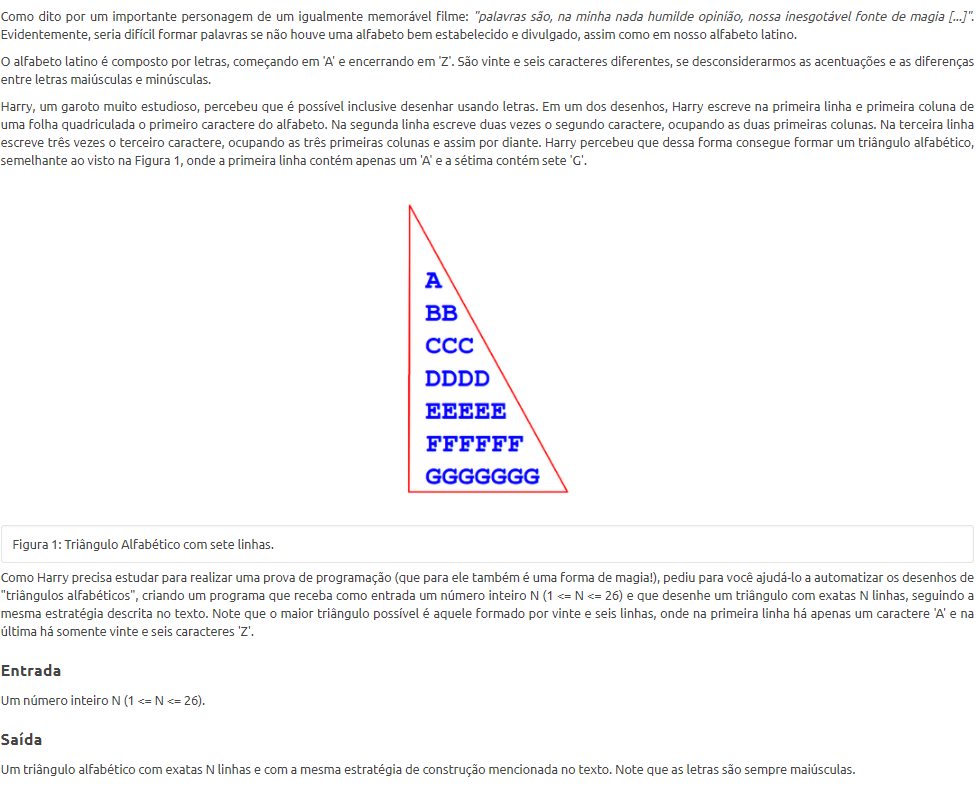 Como dito por um importante personagem de um igualmente memorável filme: "palavras são, na minha nada humilde opinião, nossa inesgotável fonte de magia [...]".
Evidentemente, seria difícil formar palavras se não houve uma alfabeto bem estabelecido e divulgado, assim como em nosso alfabeto latino.
O alfabeto latino é composto por letras, começando em 'A' e encerrando em 'Z'. São vinte e seis caracteres diferentes, se desconsiderarmos as acentuações e as diferenças
entre letras maiúsculas e minúsculas.
Harry, um garoto muito estudioso, percebeu que é possível inclusive desenhar usando letras. Em um dos desenhos, Harry escreve na primeira linha e primeira coluna de
uma folha quadriculada o primeiro caractere do alfabeto. Na segunda linha escreve duas vezes o segundo caractere, ocupando as duas primeiras colunas. Na terceira linha
escreve três vezes o terceiro caractere, ocupando as três primeiras colunas e assim por diante. Harry percebeu que dessa forma consegue formar um triângulo alfabético,
semelhante ao visto na Figura 1, onde a primeira linha contém apenas um 'A' e a sétima contém sete 'G'.
A
BB
CCC
DDDD
EEEEE
FFFFFF
GGGGGGG
Figura 1: Triângulo Alfabético com sete linhas.
Como Harry precisa estudar para realizar uma prova de programação (que para ele também é uma forma de magia!), pediu para você ajudá-lo a automatizar os desenhos de
"triângulos alfabéticos", criando um programa que receba como entrada um número inteiro N (1 <= N <= 26) e que desenhe um triângulo com exatas N linhas, seguindo a
mesma estratégia descrita no texto. Note que o maior triângulo possível é aquele formado por vinte e seis linhas, onde na primeira linha há apenas um caractere 'A' e na
última há somente vinte e seis caracteres 'Z'.
Entrada
Um número inteiro N (1 <= N <= 26).
Saída
Um triângulo alfabético com exatas N linhas e com a mesma estratégia de construção mencionada no texto. Note que as letras são sempre maiúsculas.